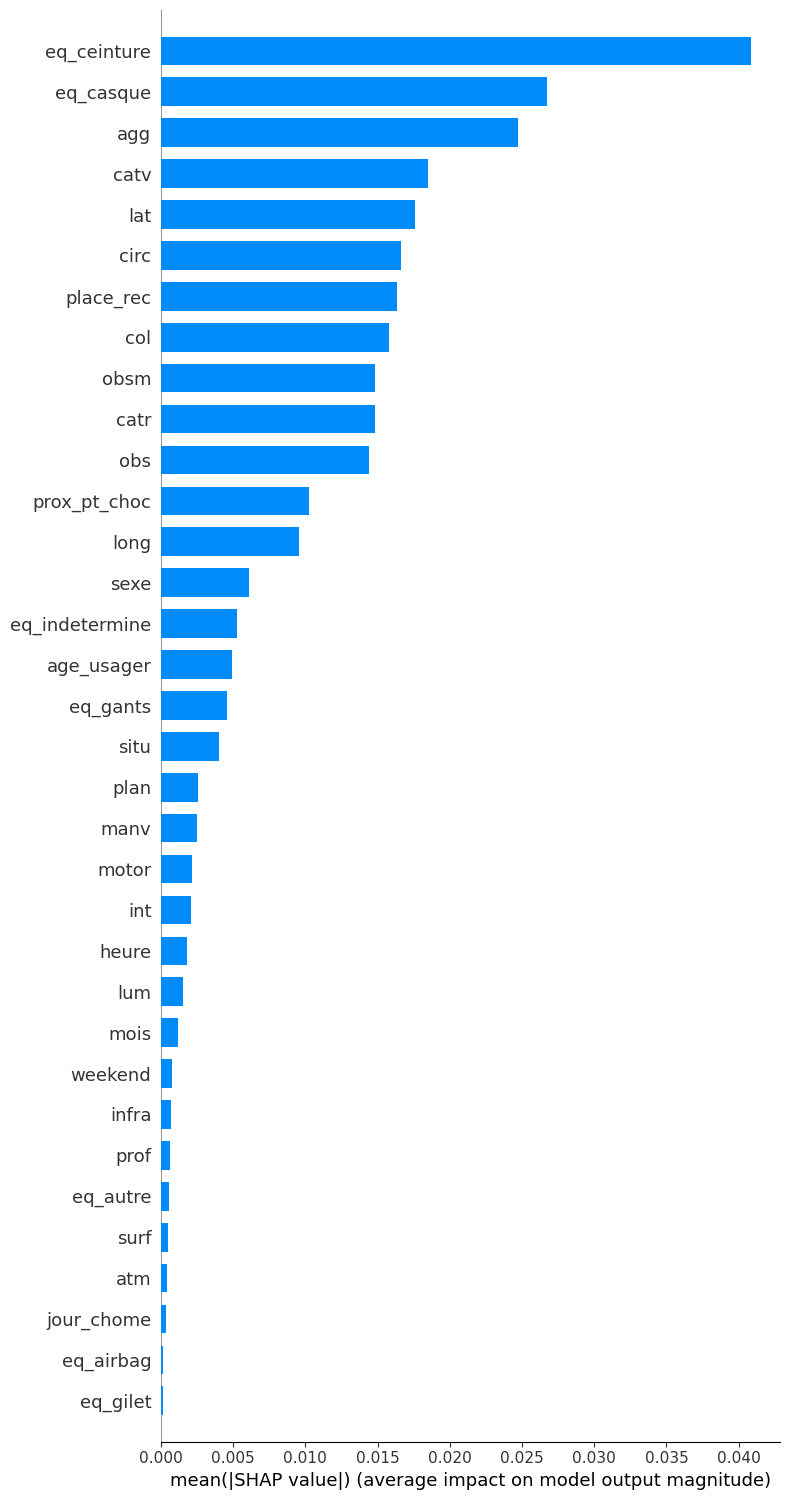 eq_ceinture
eq_casque
agg
catv
lat
circ
place_rec
col
obsm
catr
obs
prox_pt_choc
long
sexe
eq_indetermine
age_usager
eq_gants
situ
plan
manv
motor
int
heure
lum
mois
weekend
infra
prof
eq_autre
surf
atm
jour_chome
eq_airbag
eq_gilet
0.000 0.005 0.010 0.015 0.020 0.025 0.030 0.035 0.040
mean(|SHAP value|) (average impact on model output magnitude)